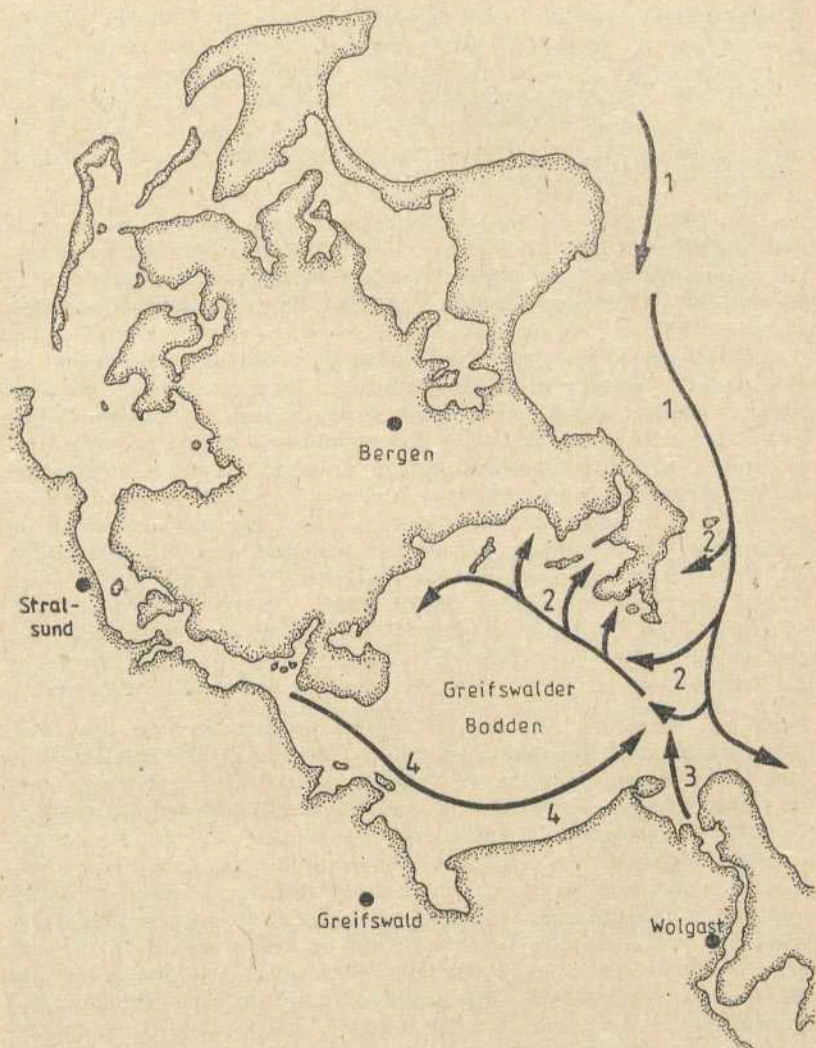 1
1
Bergen
2
Stral-
sund
2
Greifswalder
Bodden
2
4
3
4
Greifswald
Wolgast